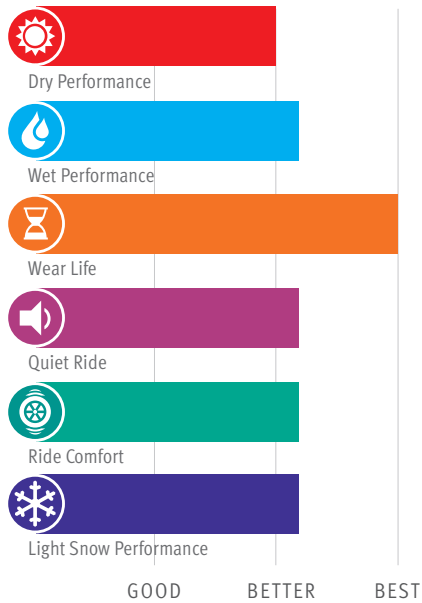 Dry Performance
Wet Performance
Wear Life
Quiet Ride
Ride Comfort
Light Snow Performance
GOOD BETTER BEST